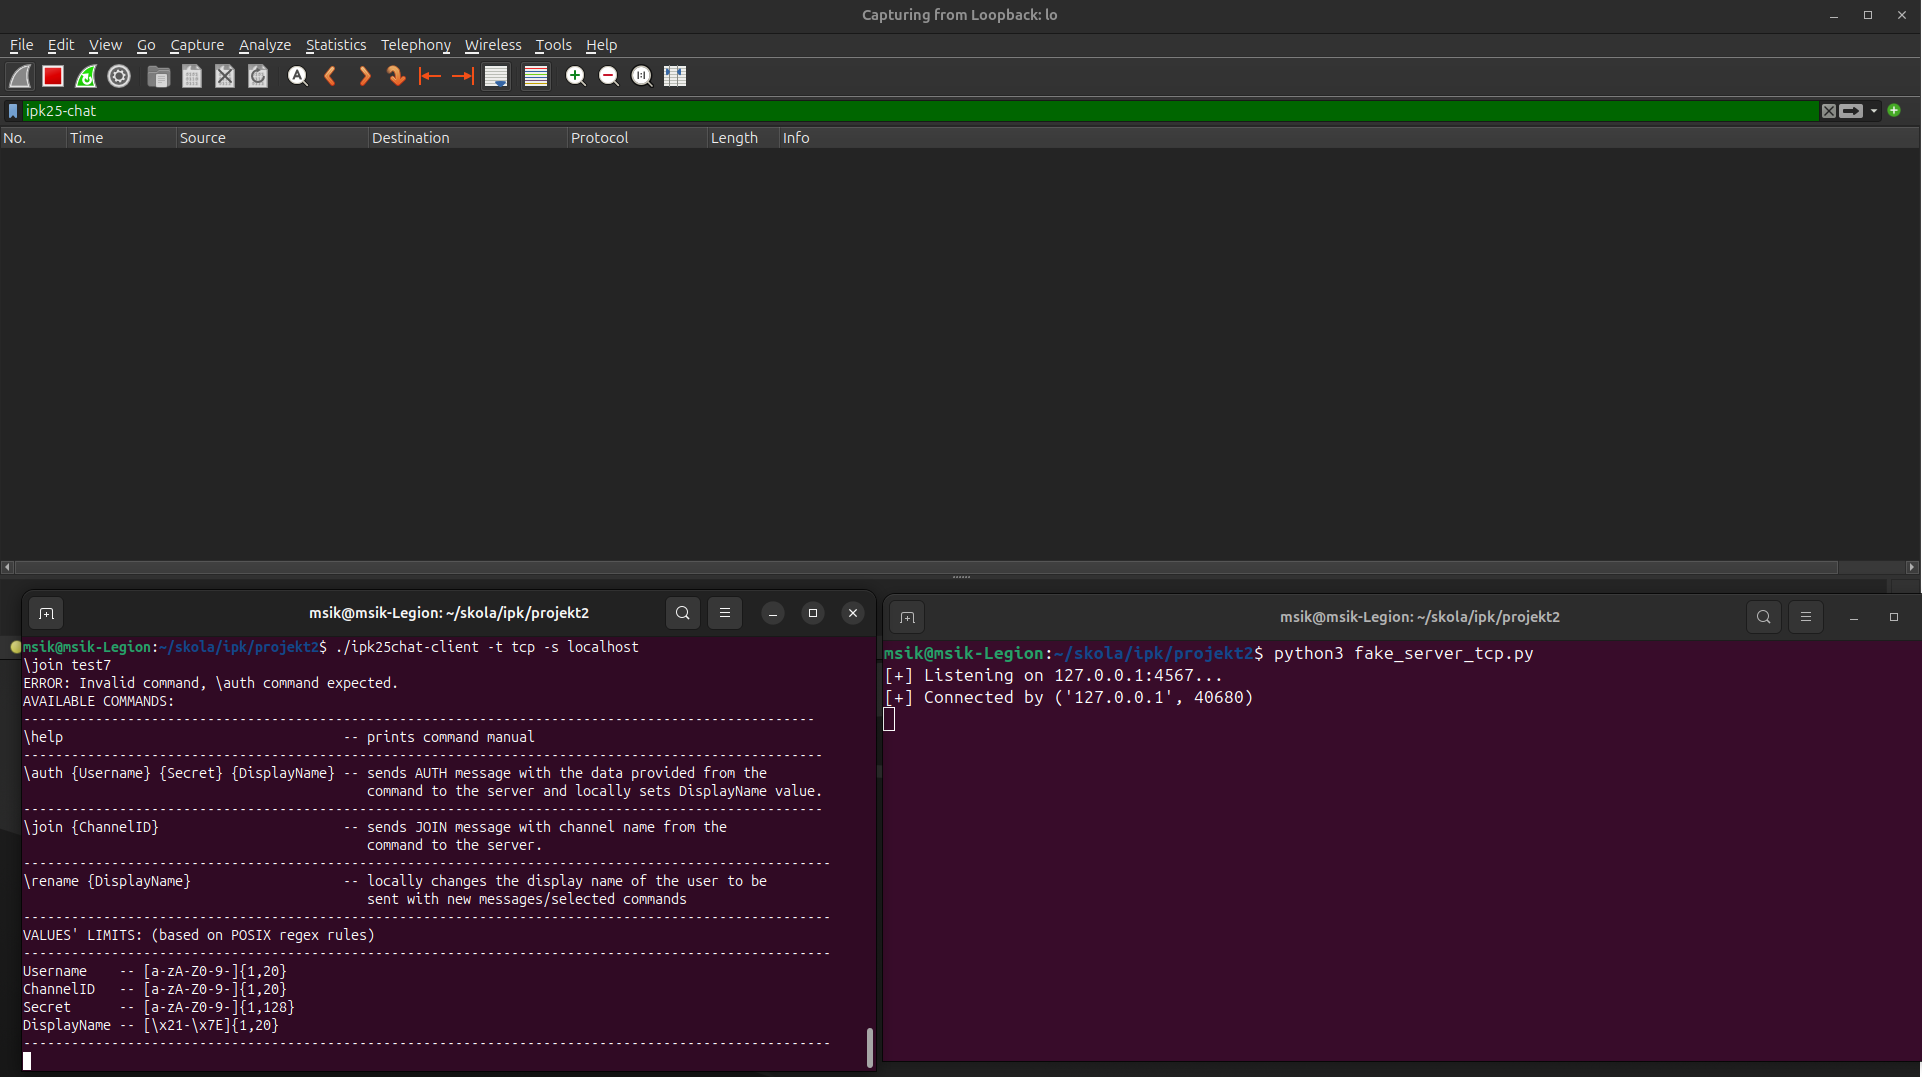 Capturing from Loopback: lo
File Edit View Go Capture Analyze Statistics Telephony Wireless Tools Help
ipk25-chat
No. Time Source Destination Protocol Length Info
msik@msik-Legion: ~/skola/ipk/projekt2
msik@msik-Legion:~/skola/ipk/projekt2$ ./ipk25chat-client -t tcp -s localhost
\join test7
ERROR: Invalid command, \auth command expected.
AVAILABLE COMMANDS:
---------------------------------------------------------------------------------------------------
\help                                   -- prints command manual
----------------------------------------------------------------------------------------------------
\auth {Username} {Secret} {DisplayName} -- sends AUTH message with the data provided from the
                                           command to the server and locally sets DisplayName value.
----------------------------------------------------------------------------------------------------
\join {ChannelID}                       -- sends JOIN message with channel name from the
                                           command to the server.
-----------------------------------------------------------------------------------------------------
\rename {DisplayName}                   -- locally changes the display name of the user to be
                                           sent with new messages/selected commands
-----------------------------------------------------------------------------------------------------
VALUES' LIMITS: (based on POSIX regex rules)
-----------------------------------------------------------------------------------------------------
Username    -- [a-zA-Z0-9-]{1,20}
ChannelID   -- [a-zA-Z0-9-]{1,20}
Secret      -- [a-zA-Z0-9-]{1,128}
DisplayName -- [\x21-\x7E]{1,20}
-----------------------------------------------------------------------------------------------------
msik@msik-Legion: ~/skola/ipk/projekt2
msik@msik-Legion:~/skola/ipk/projekt2$ python3 fake_server_tcp.py
[+] Listening on 127.0.0.1:4567...
[+] Connected by ('127.0.0.1', 40680)